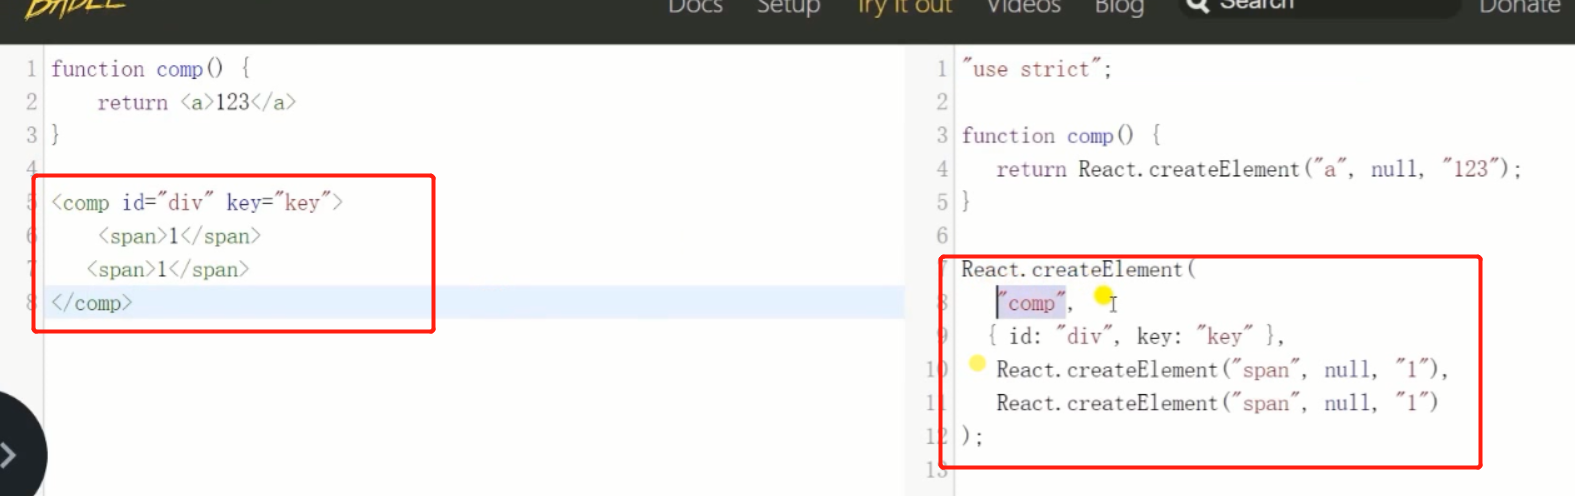 BABEL
Docs Setup Try it out Videos Blog Search Donate
1 function comp() {
2 return <a>123</a>
3 }
4
5 <comp id="div" key="key">
6 <span>1</span>
7 <span>1</span>
8 </comp>
1 "use strict";
2
3 function comp() {
4 return React.createElement("a", null, "123");
5 }
6
7 React.createElement(
8 "comp",
9 { id: "div", key: "key" },
10 React.createElement("span", null, "1"),
11 React.createElement("span", null, "1")
12 );
13